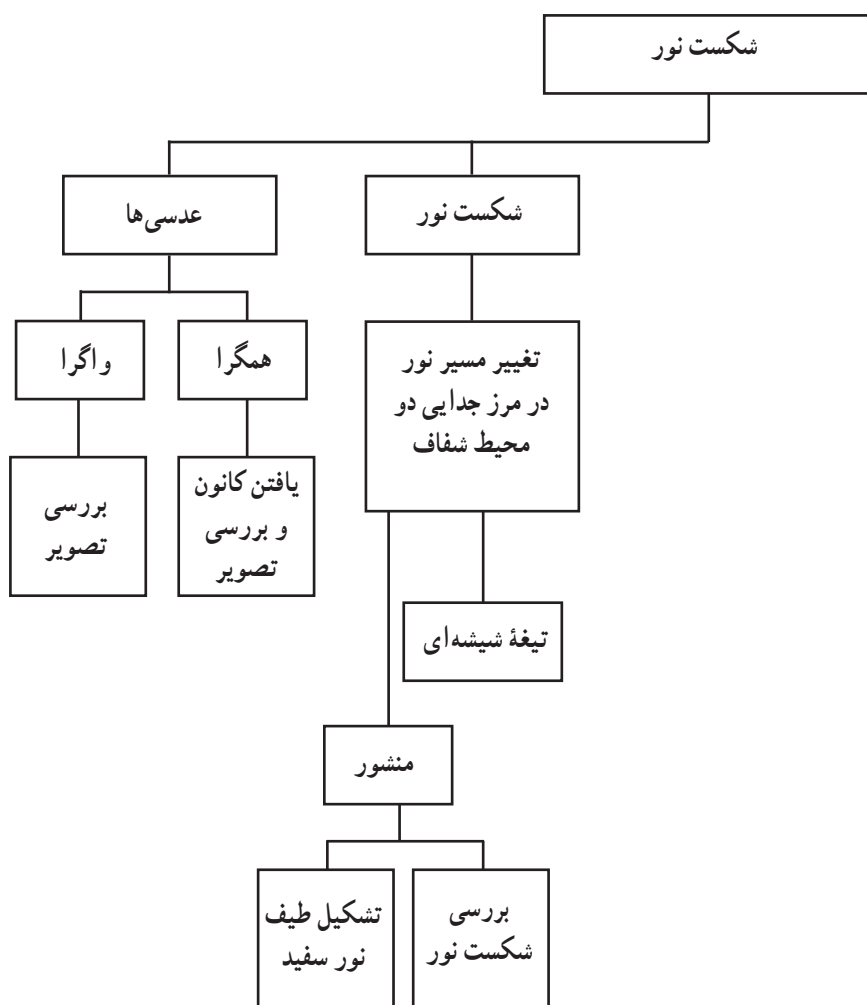 شکست نور
شکست نور
عدسی‌ها
تغییر مسیر نور
در مرز جدایی دو
محیط شفاف
همگرا
واگرا
یافتن کانون
و بررسی
تصویر
بررسی
تصویر
تیغهٔ شیشه‌ای
منشور
بررسی
شکست نور
تشکیل طیف
نور سفید